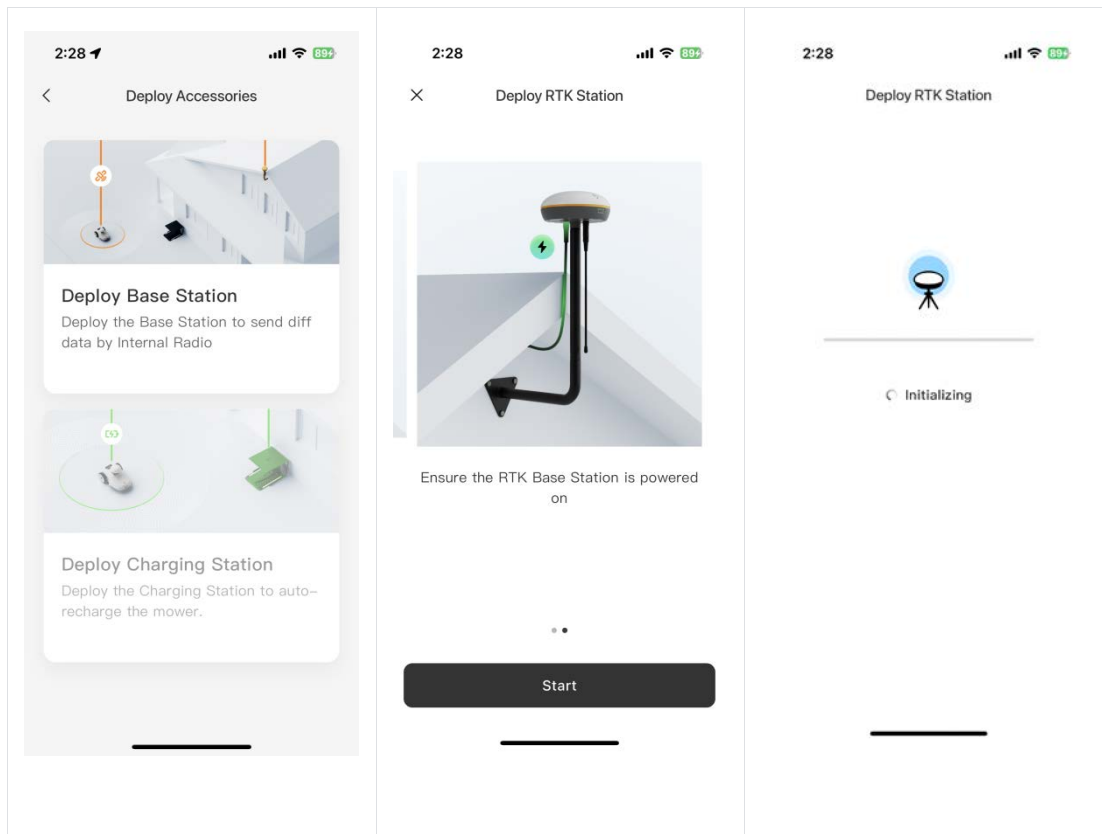 2:28
89
Deploy Accessories
Deploy Base Station
Deploy the Base Station to send diff
data by Internal Radio
Deploy Charging Station
Deploy the Charging Station to auto-
recharge the mower.
2:28
89
Deploy RTK Station
Ensure the RTK Base Station is powered
on
Start
2:28
89
Deploy RTK Station
Initializing